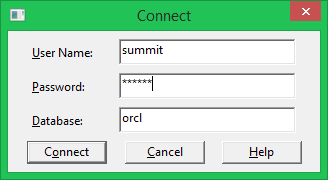 Connect
User Name: summit
Password: ******
Database: orcl
Connect Cancel Help